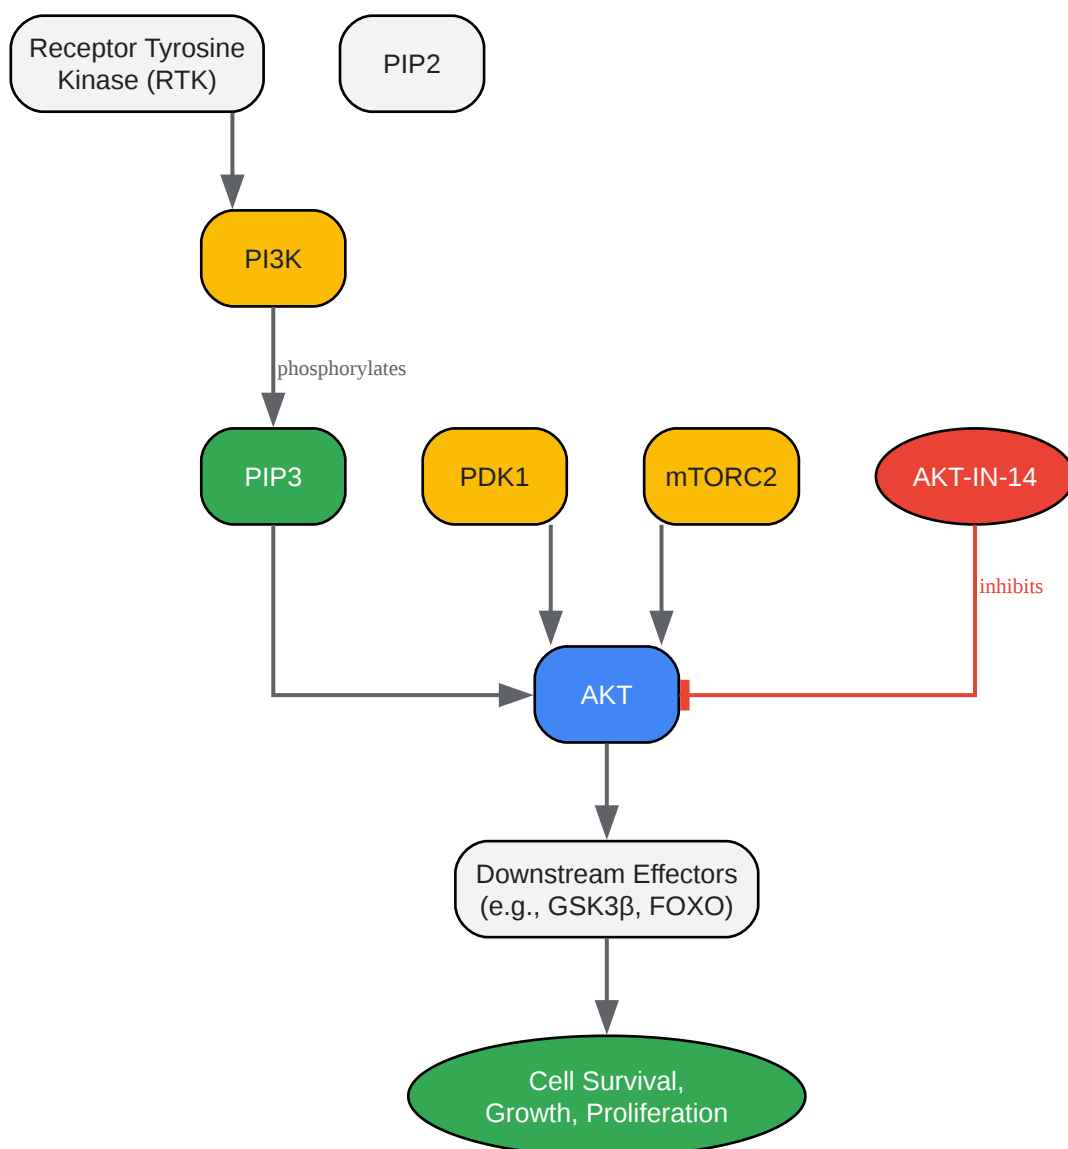 Receptor Tyrosine
Kinase (RTK)
PIP2
PI3K
phosphorylates
PIP3
PDK1
mTORC2
AKT-IN-14
inhibits
AKT
Downstream Effectors
(e.g., GSK3β, FOXO)
Cell Survival,
Growth, Proliferation